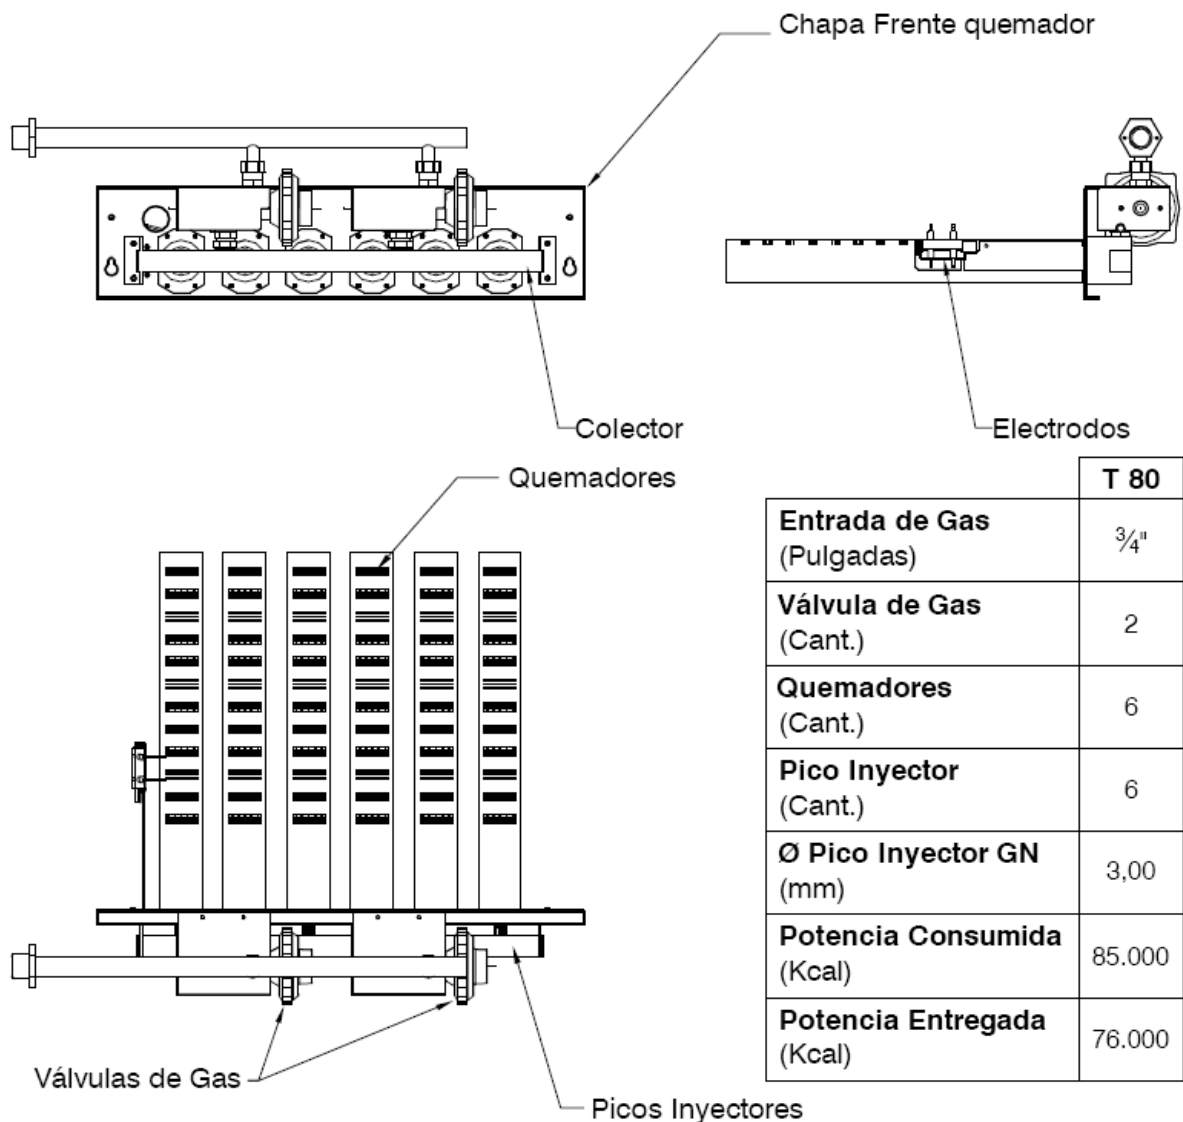 Chapa Frente quemador
Colector
Electrodos
Quemadores
Válvulas de Gas
Picos Inyectores
T 80
Entrada de Gas
(Pulgadas)
3/4"
Válvula de Gas
(Cant.)
2
Quemadores
(Cant.)
6
Pico Inyector
(Cant.)
6
Ø Pico Inyector GN
(mm)
3,00
Potencia Consumida
(Kcal)
85.000
Potencia Entregada
(Kcal)
76.000